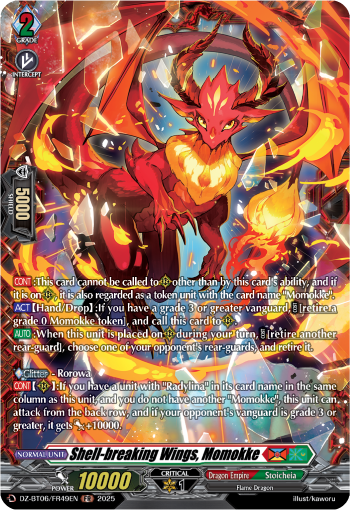 2
GRADE
INTERCEPT
5000
SHIELD
CONT:This card cannot be called to other than by this card's ability, and if
it is on, it is also regarded as a token unit with the card name "Momokke".
ACT[Hand/Drop]:If you have a grade 3 or greater vanguard, [retire a
grade 0 Momokke token], and call this card to.
AUTO:When this unit is placed on during your turn, [retire another
rear-guard], choose one of your opponent's rear-guards, and retire it.
Glitter - Rorowa
CONT[]:If you have a unit with "Radylina" in its card name in the same
column as this unit, and you do not have another "Momokke", this unit can
attack from the back row, and if your opponent's vanguard is grade 3 or
greater, it gets +10000.
NORMAL UNIT
Shell-breaking Wings, Momokke
POWER 10000
CRITICAL
1
Dragon Empire
Stoicheia
Flame Dragon
DZ-BT06/FR49EN FR 2025
illust/kaworu